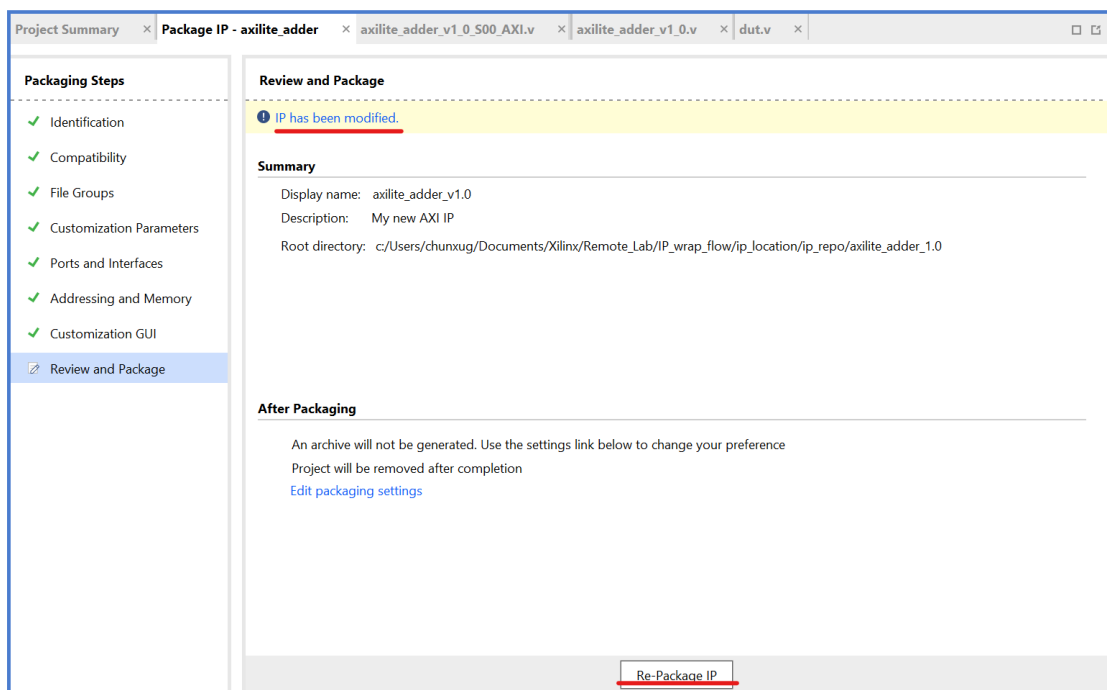 Project Summary × Package IP - axilite_adder × axilite_adder_v1_0_S00_AXI.v × axilite_adder_v1_0.v × dut.v ×
Packaging Steps
Identification
Compatibility
File Groups
Customization Parameters
Ports and Interfaces
Addressing and Memory
Customization GUI
Review and Package
Review and Package
IP has been modified.
Summary
Display name: axilite_adder_v1.0
Description: My new AXI IP
Root directory: c:/Users/chunxug/Documents/Xilinx/Remote_Lab/IP_wrap_flow/ip_location/ip_repo/axilite_adder_1.0
After Packaging
An archive will not be generated. Use the settings link below to change your preference
Project will be removed after completion
Edit packaging settings
Re-Package IP